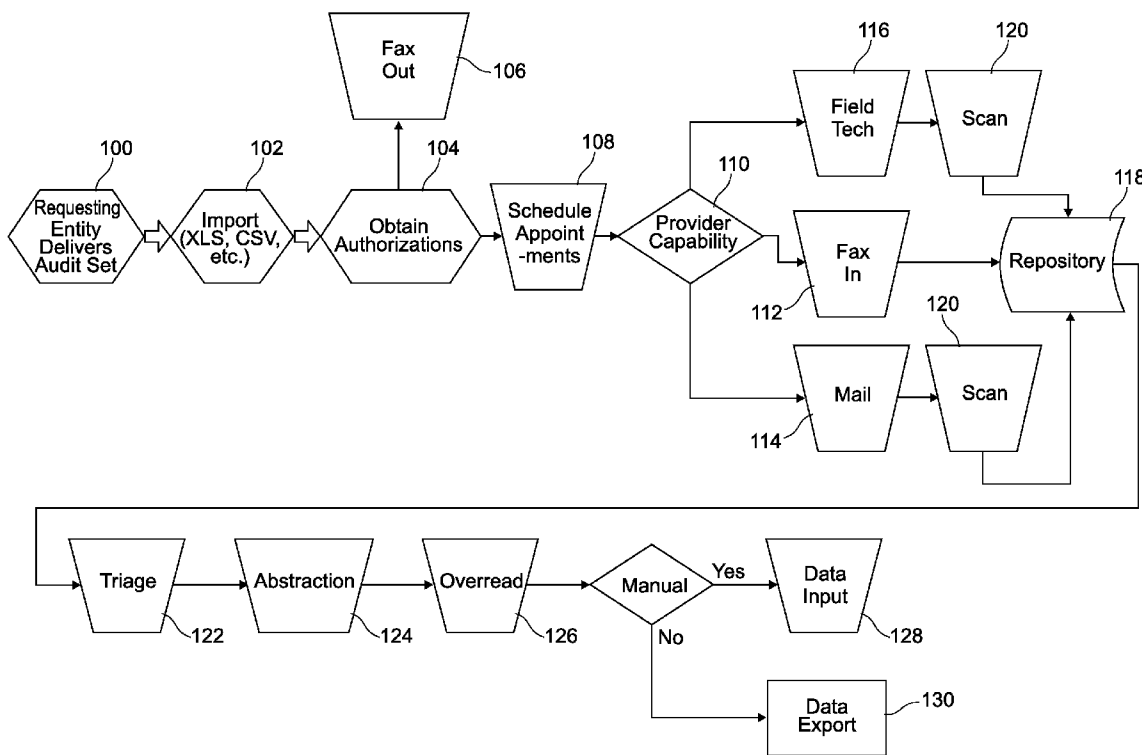 Fax
Out
106
116
120
Field
Tech
Scan
100
102
104
108
110
118
Requesting
Entity
Delivers
Audit Set
Import
(XLS, CSV,
etc.)
Obtain
Authorizations
Schedule
Appoint
-ments
Provider
Capability
Fax
In
112
Repository
120
Mail
Scan
114
Triage
122
Abstraction
124
Overread
126
Manual
Yes
No
Data
Input
128
Data
Export
130